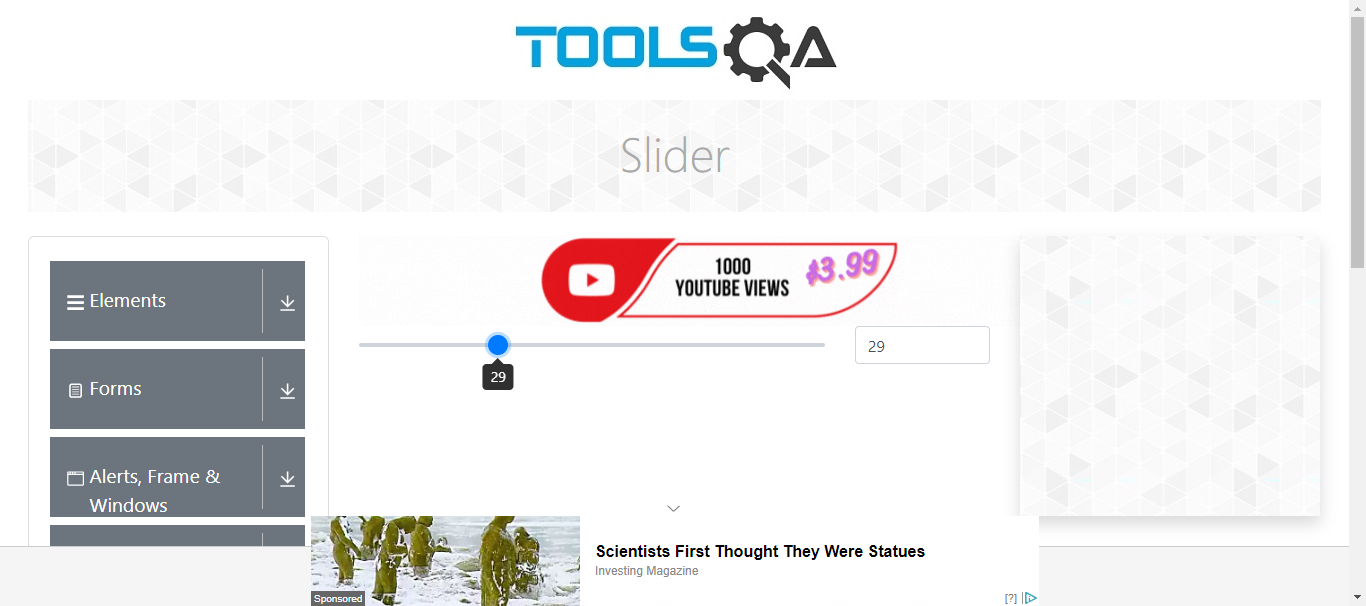 TOOLSQA
Slider
Elements
Forms
Alerts, Frame &
Windows
1000
YOUTUBE VIEWS
$3.99
29
29
Scientists First Thought They Were Statues
Investing Magazine
Sponsored
[?]